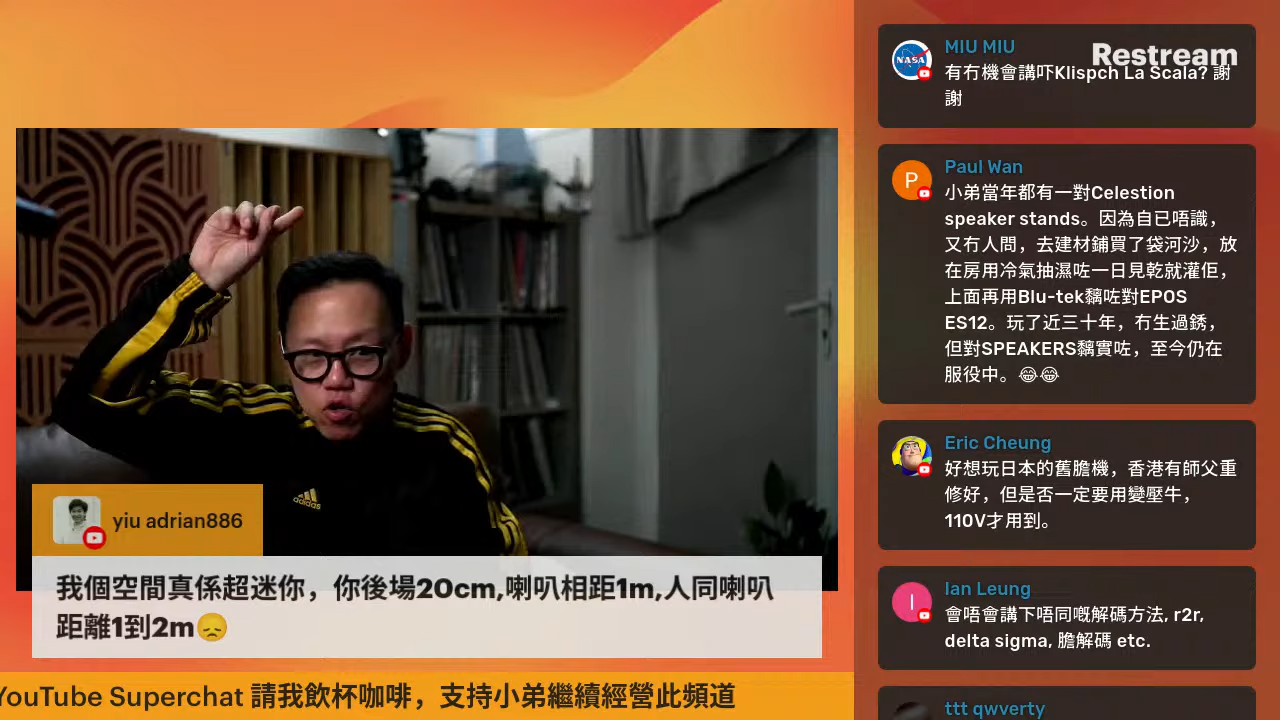 adidas
yiu adrian886
我個空間真係超迷你，你後場20cm,喇叭相距1m,人同喇叭
距離1到2m😞
YouTube Superchat 請我飲杯咖啡，支持小弟繼續經營此頻道
Restream
NASA
MIU MIU
有冇機會講吓Klispch La Scala? 謝
謝
P
Paul Wan
小弟當年都有一對Celestion
speaker stands。因為自已唔識，
又冇人問，去建材鋪買了袋河沙，放
在房用冷氣抽濕咗一日見乾就灌佢，
上面再用Blu-tek黐咗對EPOS
ES12。玩了近三十年，冇生過銹，
但對SPEAKERS黐實咗，至今仍在
服役中。😂😂
Eric Cheung
好想玩日本的舊膽機，香港有師父重
修好，但是否一定要用變壓牛，
110V才用到。
I
Ian Leung
會唔會講下唔同嘅解碼方法, r2r,
delta sigma, 膽解碼 etc.
ttt qwverty